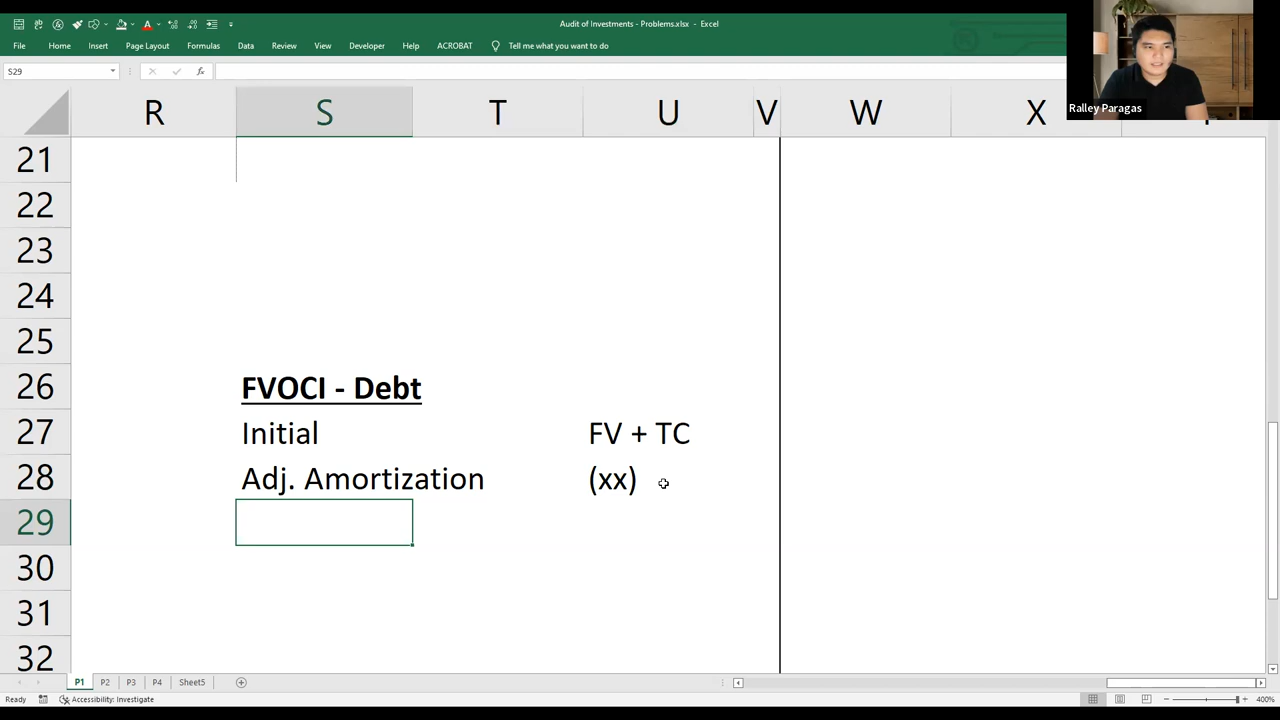 Audit of Investments - Problems.xlsx - Excel
File Home Insert Page Layout Formulas Data Review View Developer Help ACROBAT Tell me what you want to do
S29
fx
Ralley Paragas
R S T U V W X
21
22
23
24
25
26 FVOCI - Debt
27 Initial FV + TC
28 Adj. Amortization (xx)
29
30
31
32
P1 P2 P3 P4 Sheet5
Ready Accessibility: Investigate 400%